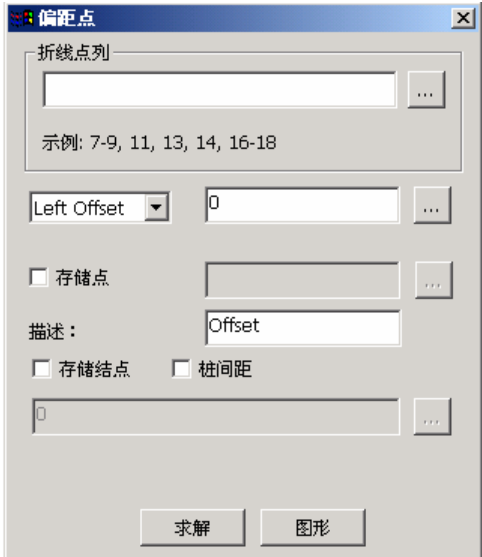 偏距点
折线点列
...
示例: 7-9, 11, 13, 14, 16-18
Left Offset 0 ...
存储点 ...
描述： Offset
存储结点 桩间距
0 ...
求解 图形